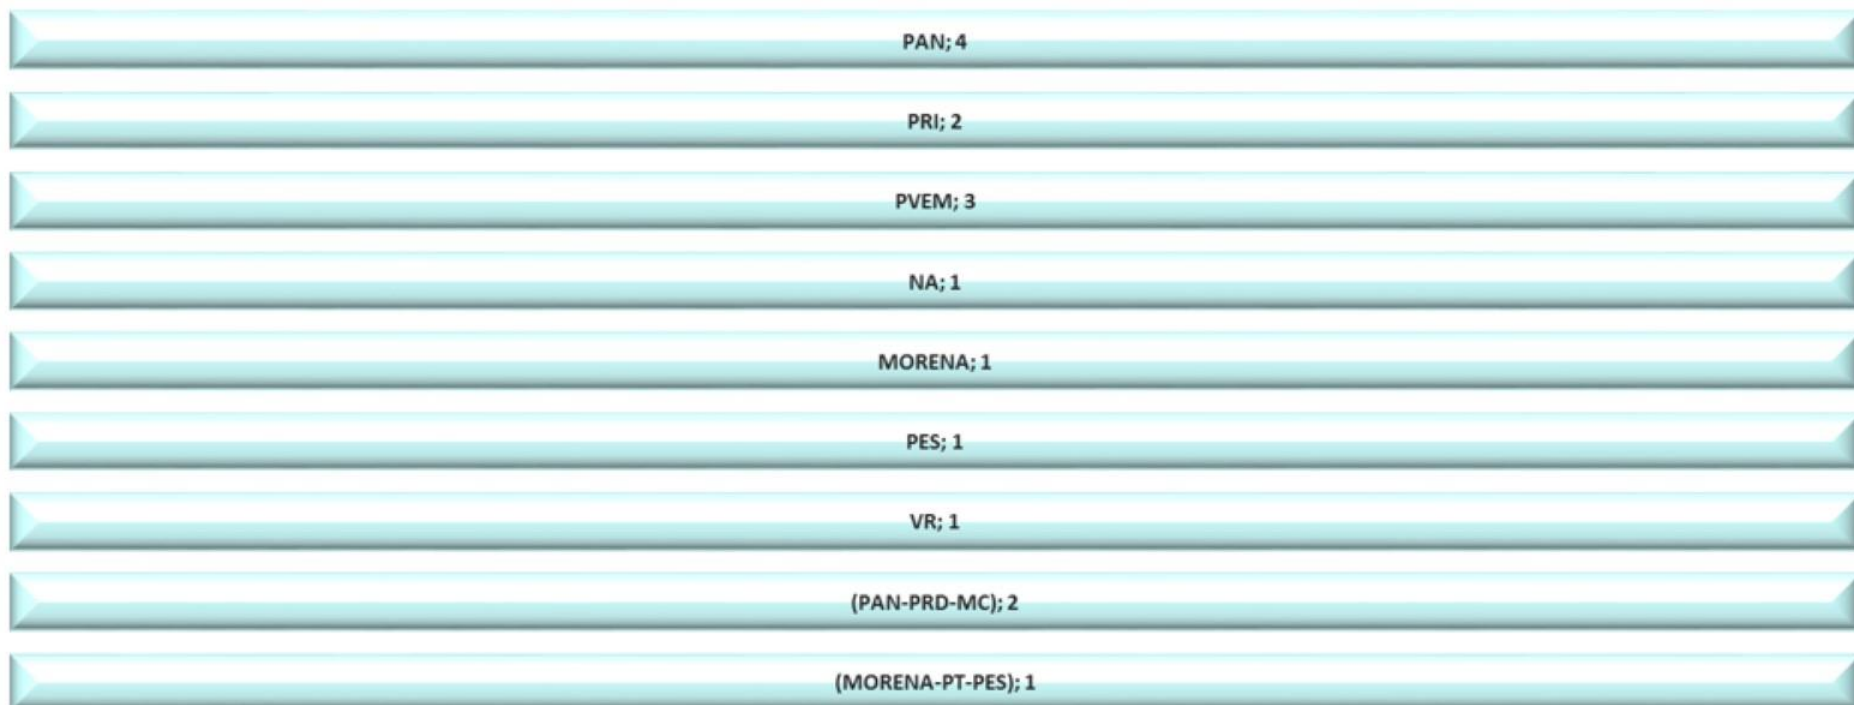 PAN; 4
PRI; 2
PVEM; 3
NA; 1
MORENA; 1
PES; 1
VR; 1
(PAN-PRD-MC); 2
(MORENA-PT-PES); 1